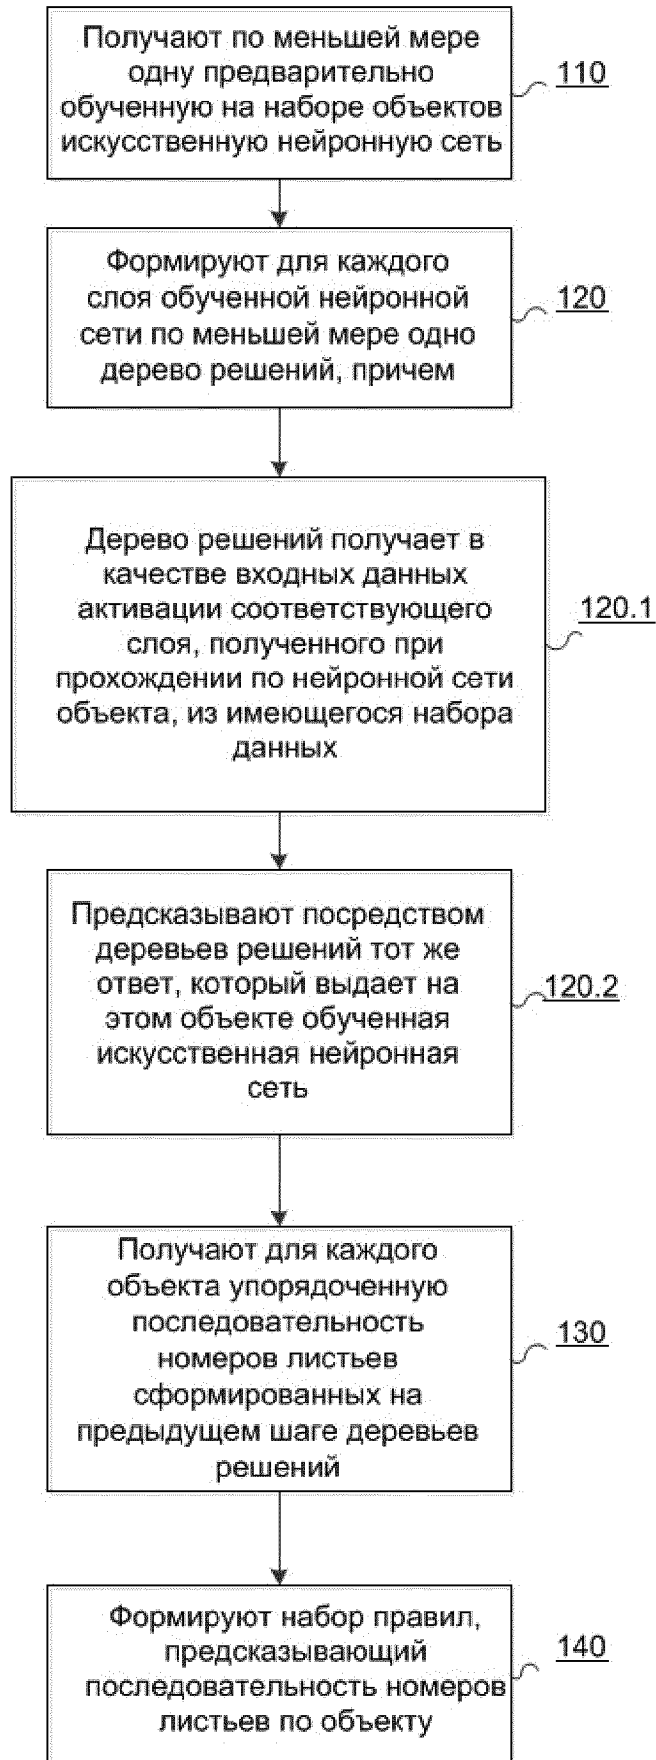 Получают по меньшей мере
одну предварительно
обученную на наборе объектов
искусственную нейронную сеть
110
Формируют для каждого
слоя обученной нейронной
сети по меньшей мере одно
дерево решений, причем
120
Дерево решений получает в
качестве входных данных
активации соответствующего
слоя, полученного при
прохождении по нейронной сети
объекта, из имеющегося набора
данных
120.1
Предсказывают посредством
деревьев решений тот же
ответ, который выдает на
этом объекте обученная
искусственная нейронная
сеть
120.2
Получают для каждого
объекта упорядоченную
последовательность
номеров листьев
сформированных на
предыдущем шаге деревьев
решений
130
Формируют набор правил,
предсказывающий
последовательность номеров
листьев по объекту
140